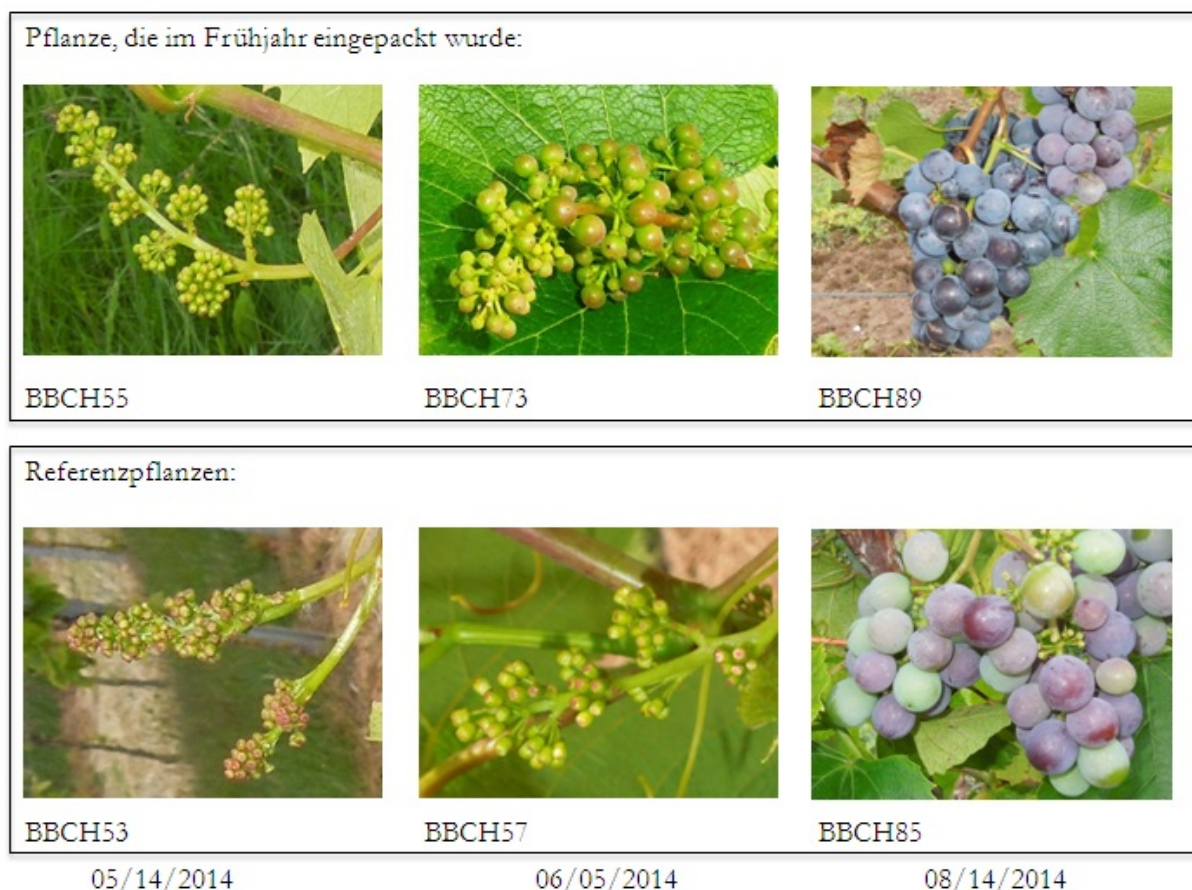 Pflanze, die im Frühjahr eingepackt wurde:
BBCH55 BBCH73 BBCH89
Referenzpflanzen:
BBCH53 BBCH57 BBCH85
05/14/2014 06/05/2014 08/14/2014